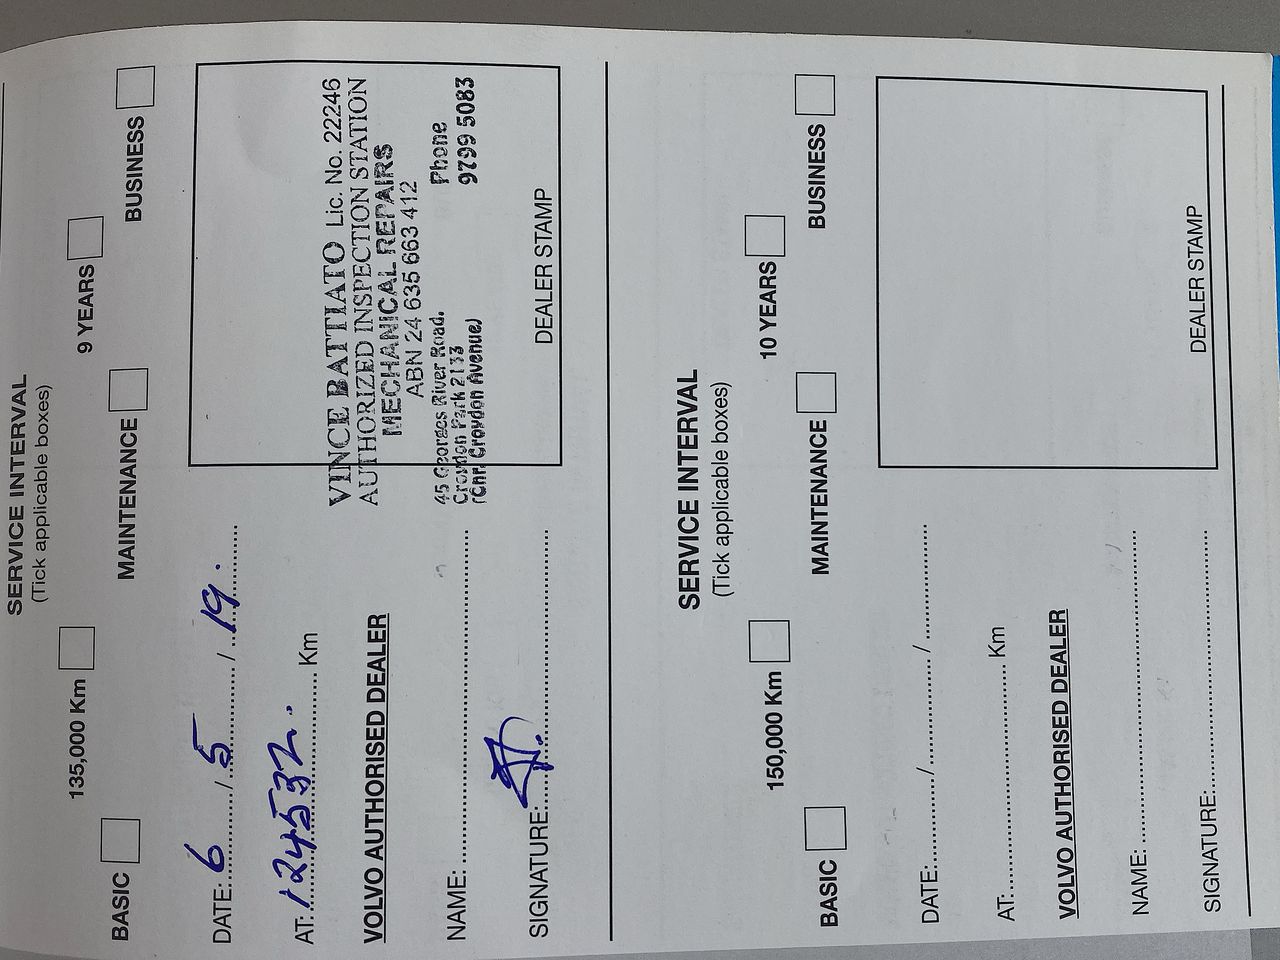 SERVICE INTERVAL
(Tick applicable boxes)
135,000 Km 9 YEARS
BASIC MAINTENANCE BUSINESS
DATE: 6 / 5 / 19.
AT: 124532. Km
VOLVO AUTHORISED DEALER
NAME:
SIGNATURE:
VINCE BATTIATO Lic. No. 22246
AUTHORIZED INSPECTION STATION
MECHANICAL REPAIRS
ABN 24 635 663 412
45 Georges River Road. Phone
Croydon Park 2133 9799 5083
(Cnr. Croydon Avenue)
DEALER STAMP
SERVICE INTERVAL
(Tick applicable boxes)
150,000 Km 10 YEARS
BASIC MAINTENANCE BUSINESS
DATE: / /
AT: Km
VOLVO AUTHORISED DEALER
NAME:
SIGNATURE:
DEALER STAMP